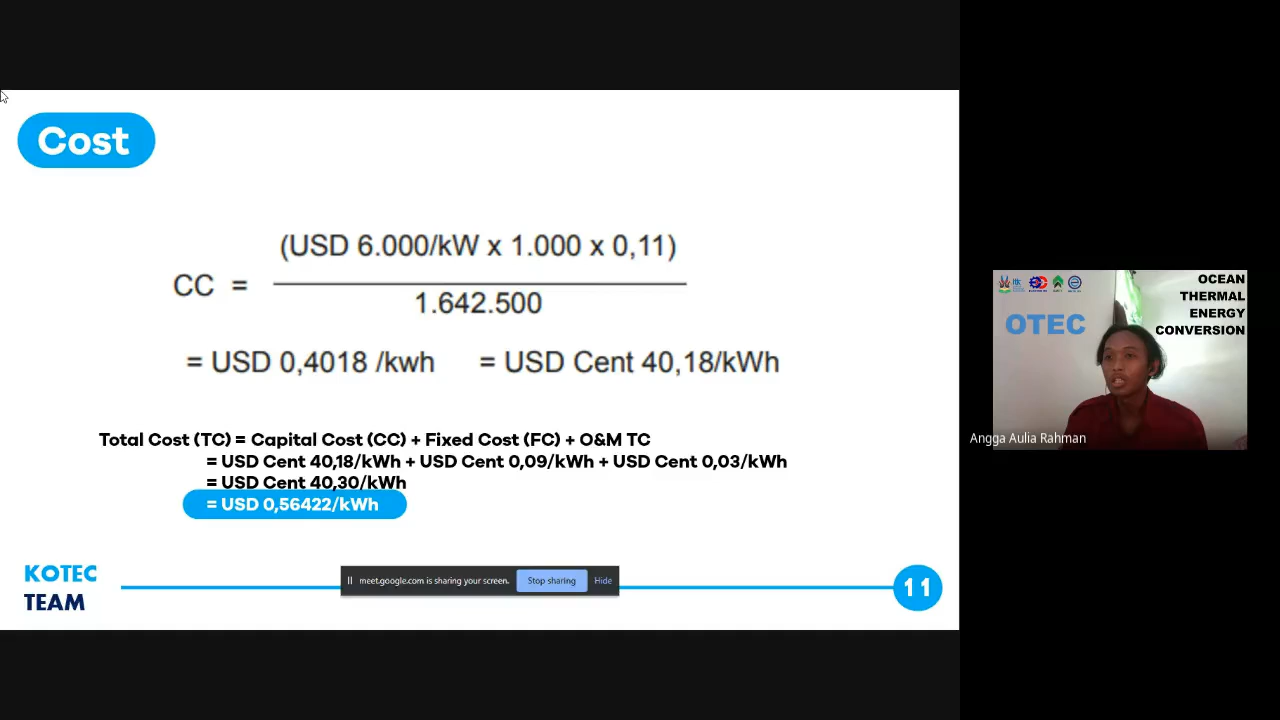 Cost
(USD 6.000/kW x 1.000 x 0,11)
CC =
1.642.500
= USD 0,4018 /kwh = USD Cent 40,18/kWh
Total Cost (TC) = Capital Cost (CC) + Fixed Cost (FC) + O&M TC
= USD Cent 40,18/kWh + USD Cent 0,09/kWh + USD Cent 0,03/kWh
= USD Cent 40,30/kWh
= USD 0,56422/kWh
KOTEC
TEAM
meet.google.com is sharing your screen. Stop sharing Hide
11
OTEC
OCEAN
THERMAL
ENERGY
CONVERSION
Angga Aulia Rahman